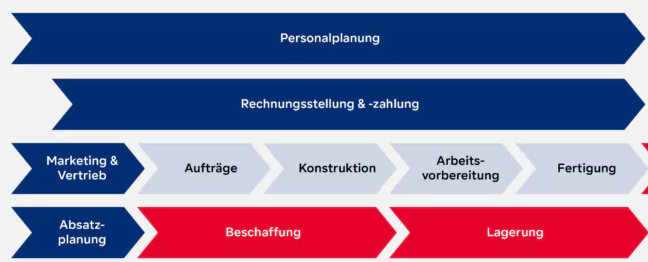 Personalplanung
Rechnungsstellung & -zahlung
Marketing &
Vertrieb
Aufträge
Konstruktion
Arbeits-
vorbereitung
Fertigung
Absatz-
planung
Beschaffung
Lagerung